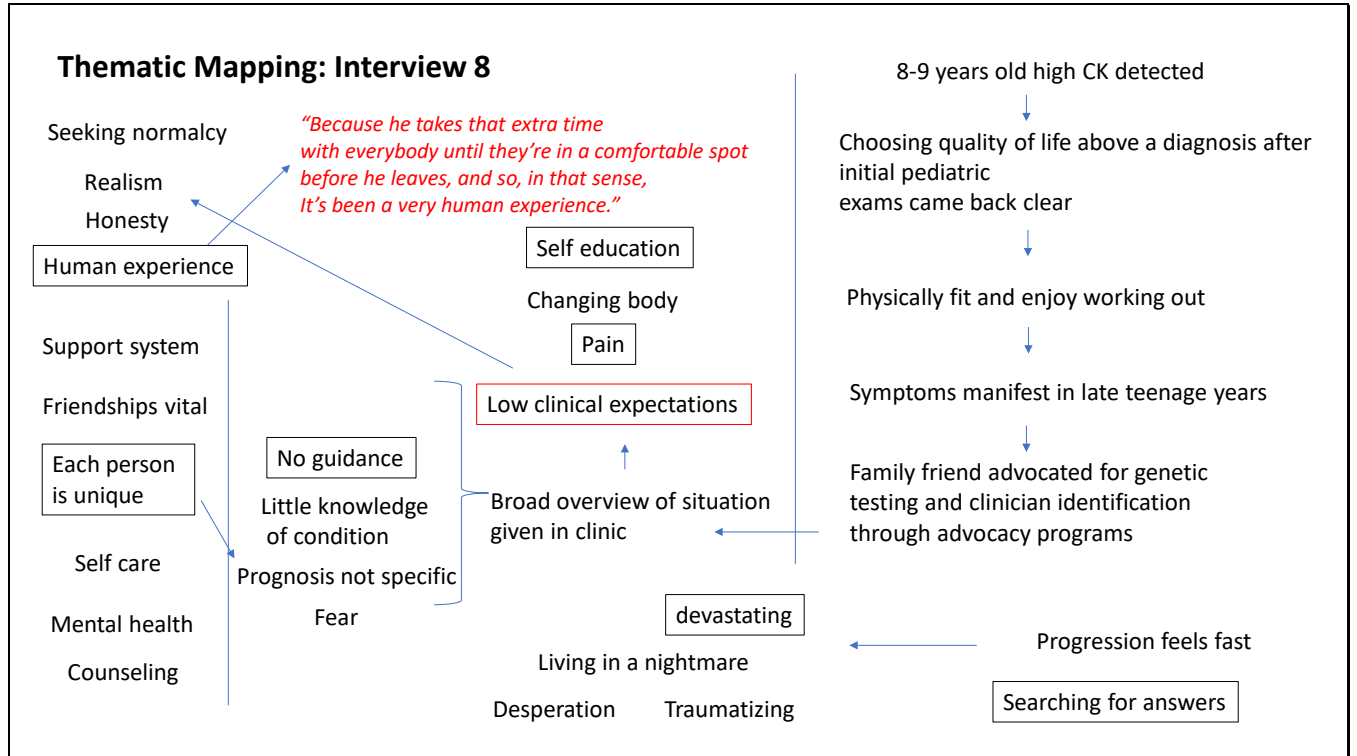 Thematic Mapping: Interview 8
Seeking normalcy
Realism
Honesty
Human experience
“Because he takes that extra time
with everybody until they’re in a comfortable spot
before he leaves, and so, in that sense,
It’s been a very human experience.”
Support system
Friendships vital
Each person
is unique
Self care
Mental health
Counseling
No guidance
Little knowledge
of condition
Prognosis not specific
Fear
Self education
Changing body
Pain
Low clinical expectations
Broad overview of situation
given in clinic
devastating
Living in a nightmare
Desperation
Traumatizing
8-9 years old high CK detected
Choosing quality of life above a diagnosis after
initial pediatric
exams came back clear
Physically fit and enjoy working out
Symptoms manifest in late teenage years
Family friend advocated for genetic
testing and clinician identification
through advocacy programs
Progression feels fast
Searching for answers